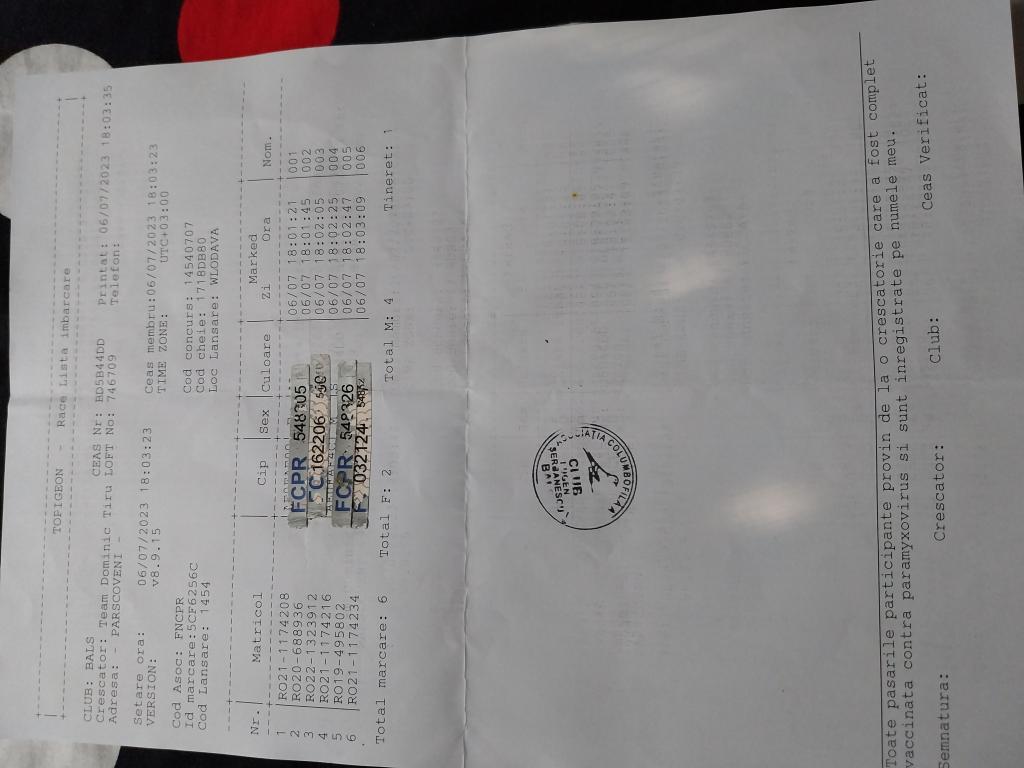 TOPIGEON - Race Lista imbarcare
CLUB: BALS
Crescator: Team Dominic Tiru CEAS Nr: BD5B44DD Printat: 06/07/2023 18:03:35
Adresa: - PARSCOVENI - LOFT No: 746709 Telefon:
Setare ora: 06/07/2023 18:03:23 Ceas membru:06/07/2023 18:03:23
VERSION: v8.9.15 TIME ZONE: UTC+03:00
Cod Asoc: FNCPR Cod concurs: 14540707
Id marcare:5CF6256C Cod cheie: 1718DB80
Cod Lansare: 1454 Loc Lansare: WLODAVA
Marked
Nr.| Matricol | Cip |Sex |Culoare | Zi Ora | Nom.
1 |RO21-1174208 |06/07 18:01:21 |001
2 |RO20-688936 |06/07 18:01:45 |002
3 |RO22-1323912 |06/07 18:02:05 |003
4 |RO21-1174216 |06/07 18:02:25 |004
5 |RO19-495802 |06/07 18:02:47 |005
6 |RO21-1174234 |06/07 18:03:09 |006
FCPR 548305
162206
FCPR 548326
032124
Total marcare: 6 Total F: 2 Total M: 4 Tineret: 1
ASOCIATIA COLUMBOFILA
CLUB
SERBANESCU
Toate pasarile participante provin de la o crescatorie care a fost complet
vaccinata contra paramyxovirus si sunt inregistrate pe numele meu.
Semnatura: Crescator: Club: Ceas Verificat: